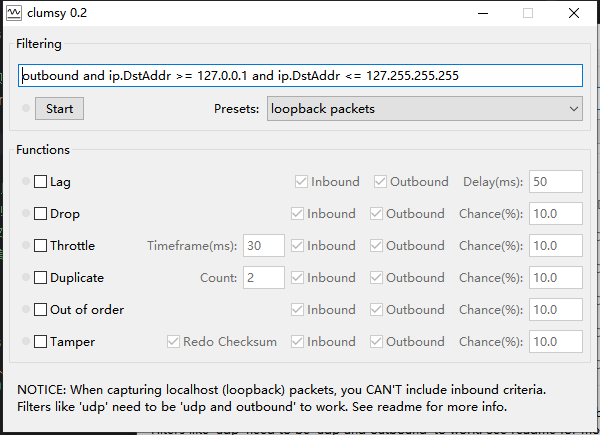 clumsy 0.2
Filtering
outbound and ip.DstAddr >= 127.0.0.1 and ip.DstAddr <= 127.255.255.255
Start Presets: loopback packets
Functions
Lag Inbound Outbound Delay(ms): 50
Drop Inbound Outbound Chance(%): 10.0
Throttle Timeframe(ms): 30 Inbound Outbound Chance(%): 10.0
Duplicate Count: 2 Inbound Outbound Chance(%): 10.0
Out of order Inbound Outbound Chance(%): 10.0
Tamper Redo Checksum Inbound Outbound Chance(%): 10.0
NOTICE: When capturing localhost (loopback) packets, you CAN'T include inbound criteria.
Filters like 'udp' need to be 'udp and outbound' to work. See readme for more info.